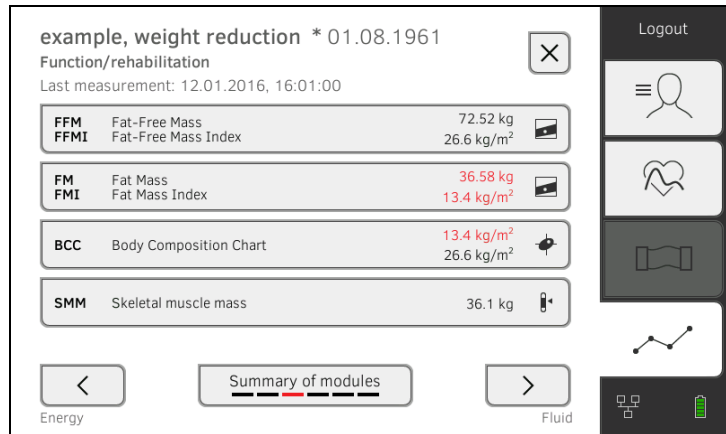 example, weight reduction * 01.08.1961
Function/rehabilitation
Last measurement: 12.01.2016, 16:01:00
Logout
FFM Fat-Free Mass 72.52 kg
FFMI Fat-Free Mass Index 26.6 kg/m²
FM Fat Mass 36.58 kg
FMI Fat Mass Index 13.4 kg/m²
BCC Body Composition Chart 13.4 kg/m²
26.6 kg/m²
SMM Skeletal muscle mass 36.1 kg
Summary of modules
Energy
Fluid